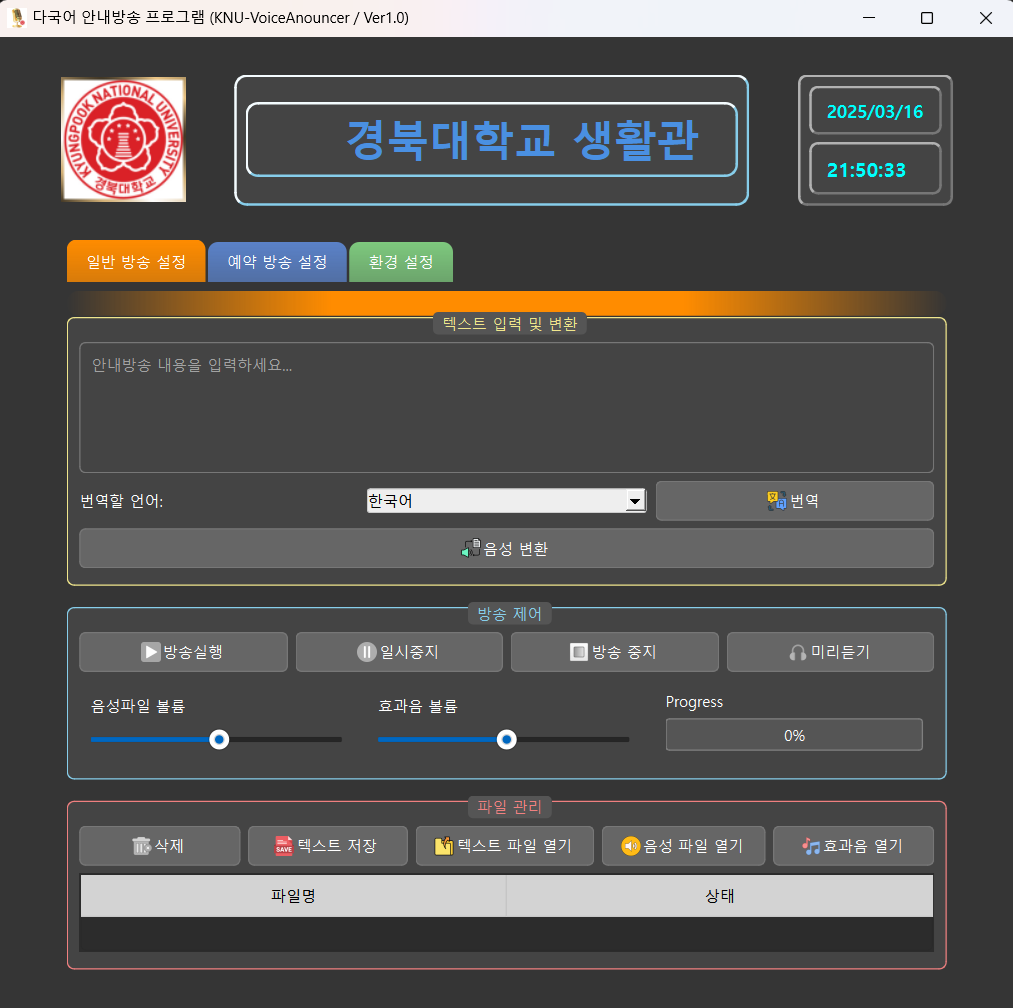 다국어 안내방송 프로그램 (KNU-VoiceAnouncer / Ver1.0)
KYUNGPOOK NATIONAL UNIVERSITY
경북대학교
경북대학교 생활관
2025/03/16
21:50:33
일반 방송 설정
예약 방송 설정
환경 설정
텍스트 입력 및 변환
안내방송 내용을 입력하세요...
번역할 언어:
한국어
번역
음성 변환
방송 제어
방송실행
일시중지
방송 중지
미리듣기
음성파일 볼륨
효과음 볼륨
Progress
0%
파일 관리
삭제
SAVE
텍스트 저장
텍스트 파일 열기
음성 파일 열기
효과음 열기
파일명
상태